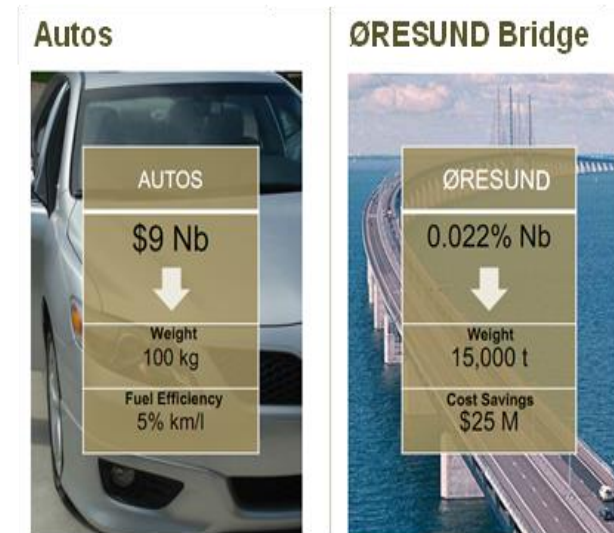 Autos
AUTOS
$9 Nb
Weight
100 kg
Fuel Efficiency
5% km/l
ØRESUND Bridge
ØRESUND
0.022% Nb
Weight
15,000 t
Cost Savings
$25 M